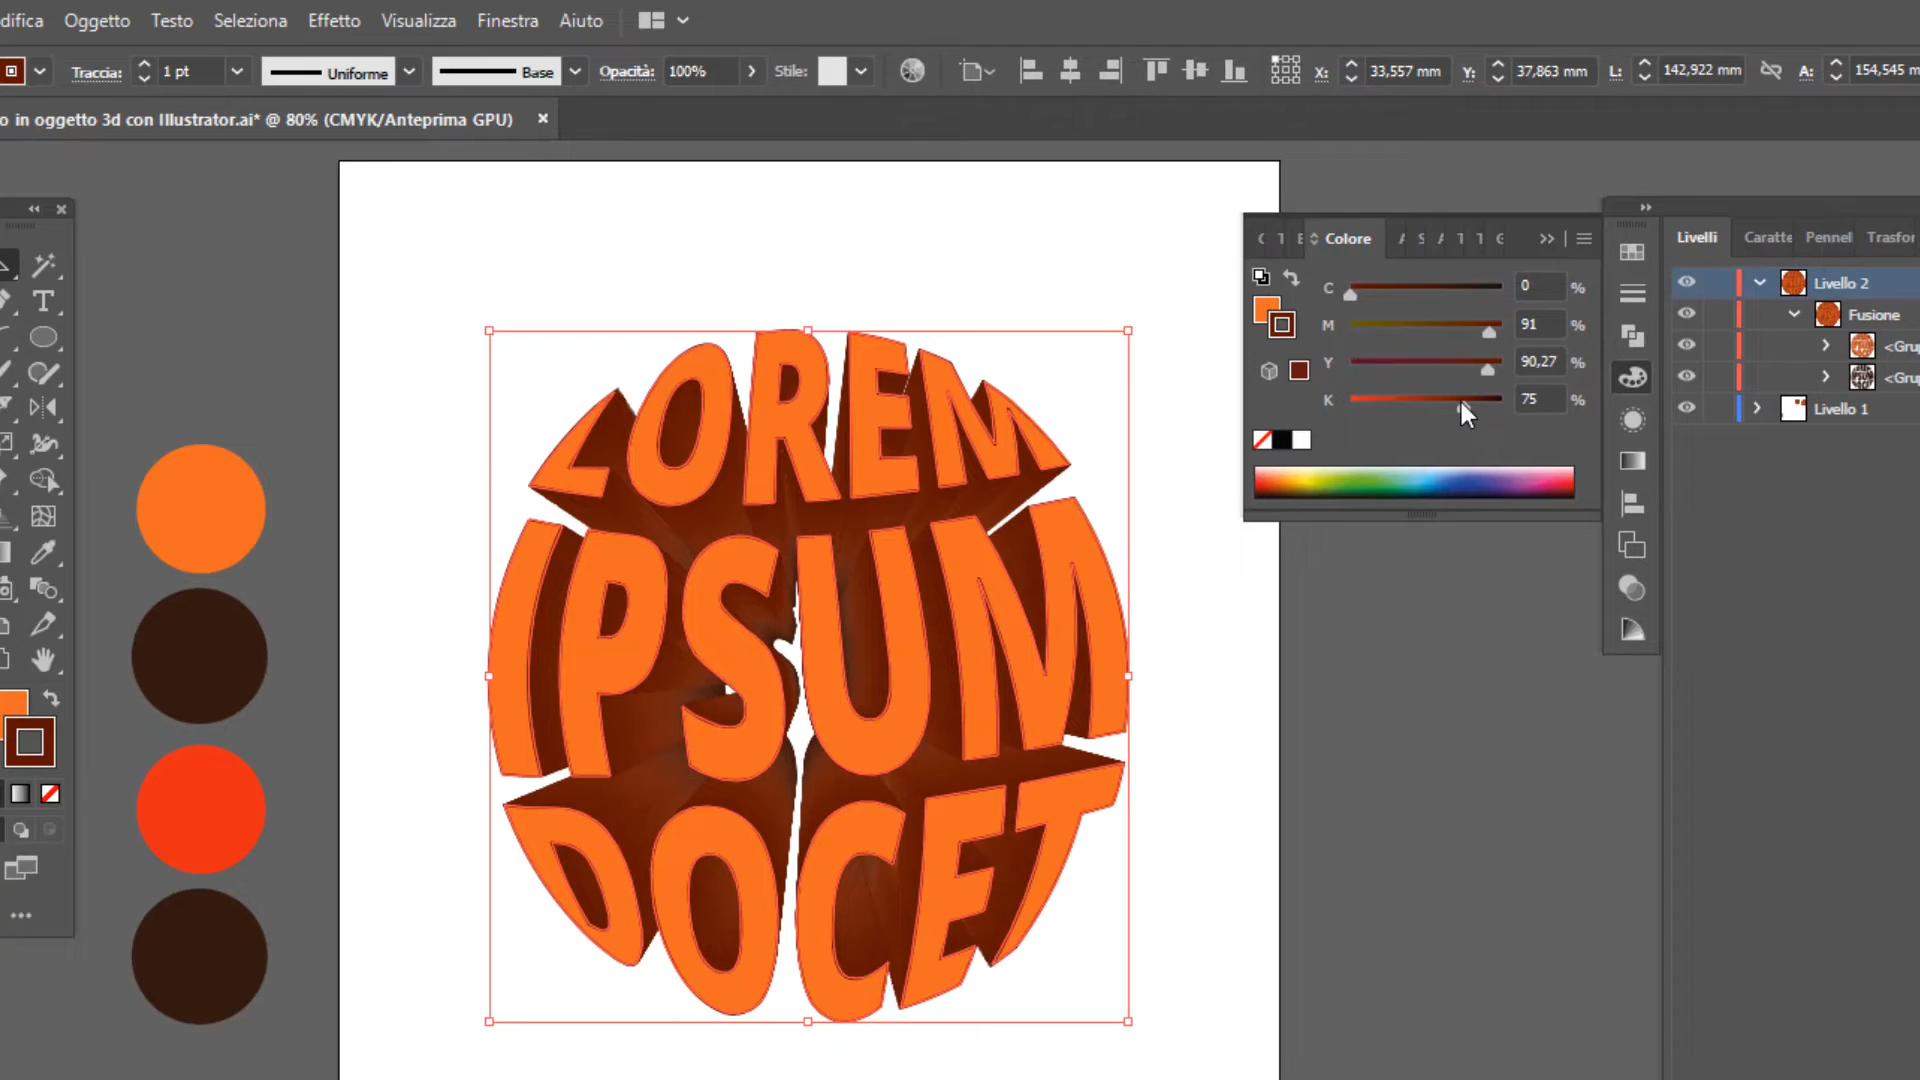 difica Oggetto Testo Seleziona Effetto Visualizza Finestra Aiuto
Traccia: 1 pt Uniforme Base Opacità: 100% Stile: X: 33,557 mm Y: 37,863 mm L: 142,922 mm A: 154,545 m
o in oggetto 3d con Illustrator.ai* @ 80% (CMYK/Anteprima GPU) ×
Colore
C 0 %
M 91 %
Y 90,27 %
K 75 %
Livelli Caratte Pennel Trasfor
Livello 2
Fusione
<Gru
<Gru
Livello 1
LOREM
IPSUM
DOCET